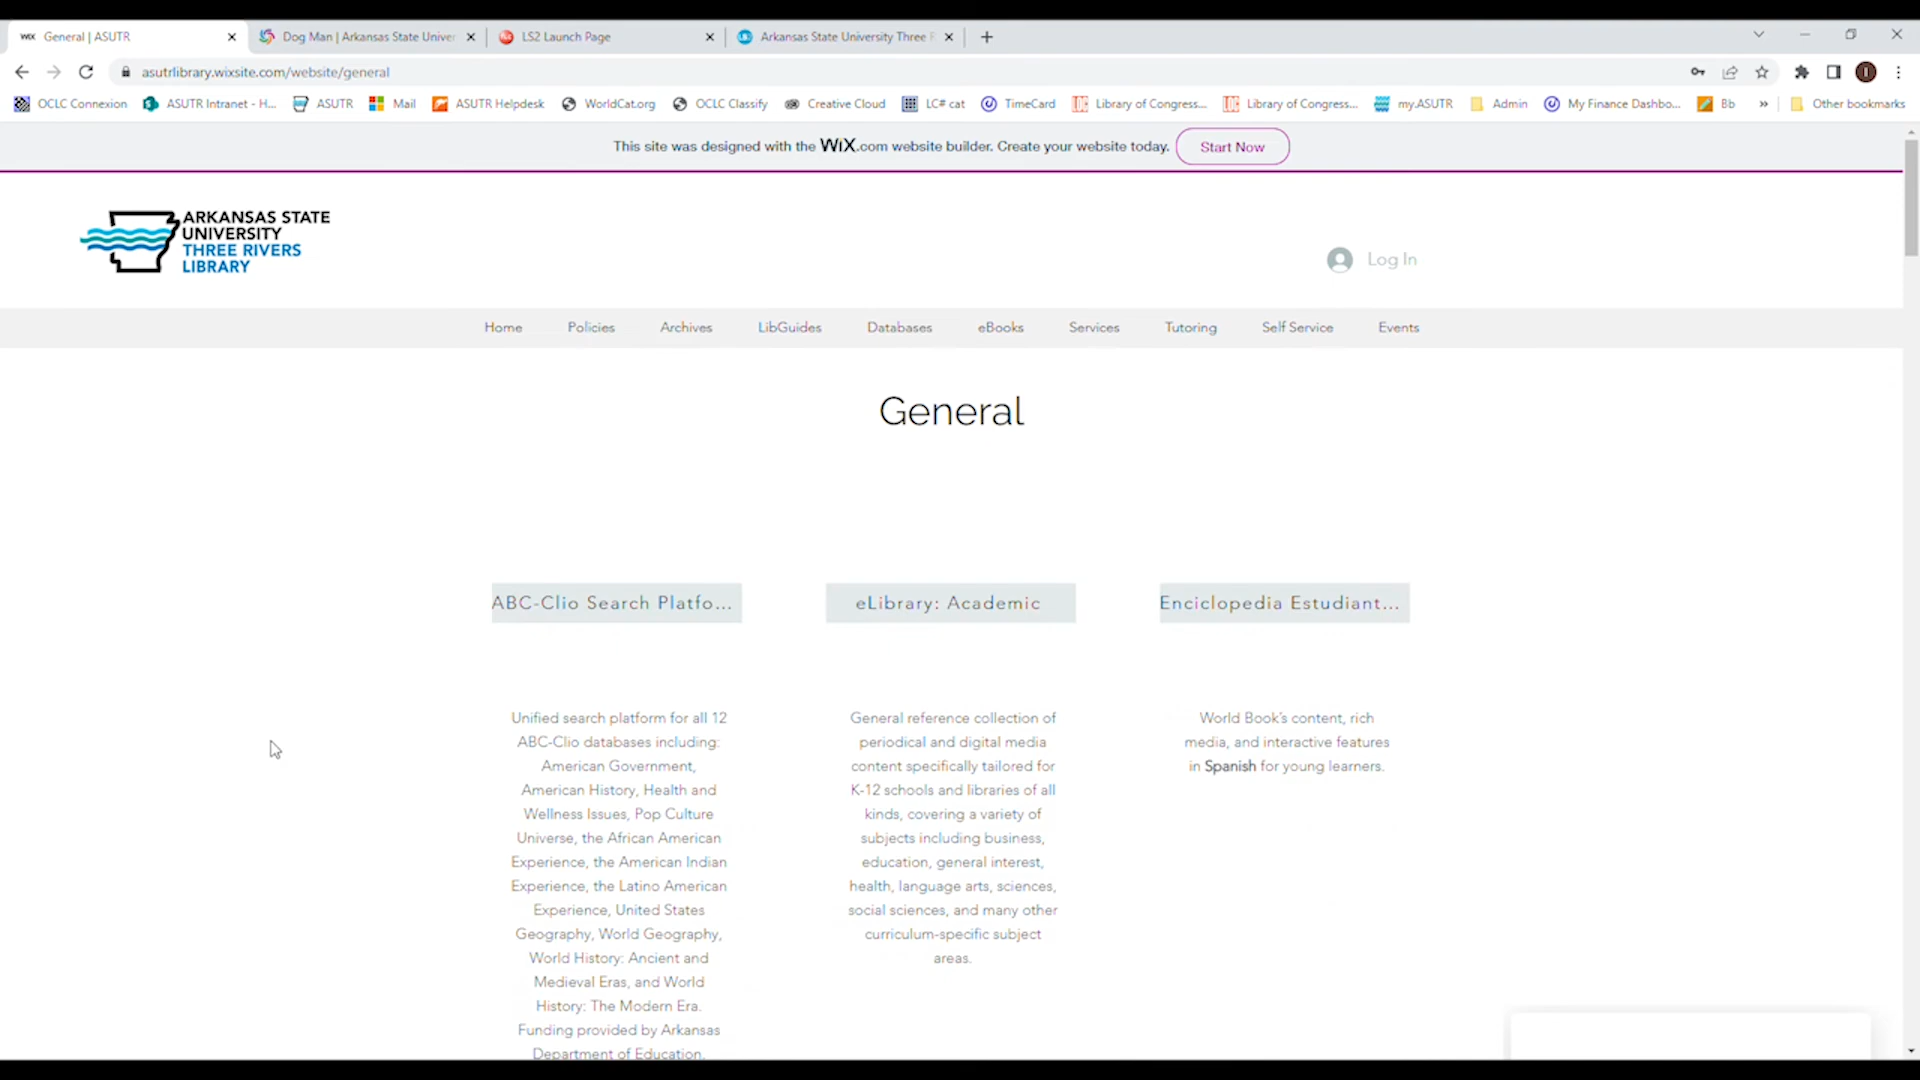 WiX General | ASUTR
Dog Man | Arkansas State Univer
LS2 Launch Page
Arkansas State University Three R
asutrlibrary.wixsite.com/website/general
OCLC Connexion
ASUTR Intranet - H...
ASUTR
Mail
ASUTR Helpdesk
WorldCat.org
OCLC Classify
Creative Cloud
LC# cat
TimeCard
Library of Congress...
Library of Congress...
my.ASUTR
Admin
My Finance Dashbo...
Bb
»
Other bookmarks
This site was designed with the WiX.com website builder. Create your website today.
Start Now
ARKANSAS STATE
UNIVERSITY
THREE RIVERS
LIBRARY
Log In
Home Policies Archives LibGuides Databases eBooks Services Tutoring Self Service Events
General
ABC-Clio Search Platfo...
Unified search platform for all 12
ABC-Clio databases including:
American Government,
American History, Health and
Wellness Issues, Pop Culture
Universe, the African American
Experience, the American Indian
Experience, the Latino American
Experience, United States
Geography, World Geography,
World History: Ancient and
Medieval Eras, and World
History: The Modern Era.
Funding provided by Arkansas
Department of Education.
eLibrary: Academic
General reference collection of
periodical and digital media
content specifically tailored for
K-12 schools and libraries of all
kinds, covering a variety of
subjects including business,
education, general interest,
health, language arts, sciences,
social sciences, and many other
curriculum-specific subject
areas.
Enciclopedia Estudiant...
World Book's content, rich
media, and interactive features
in Spanish for young learners.